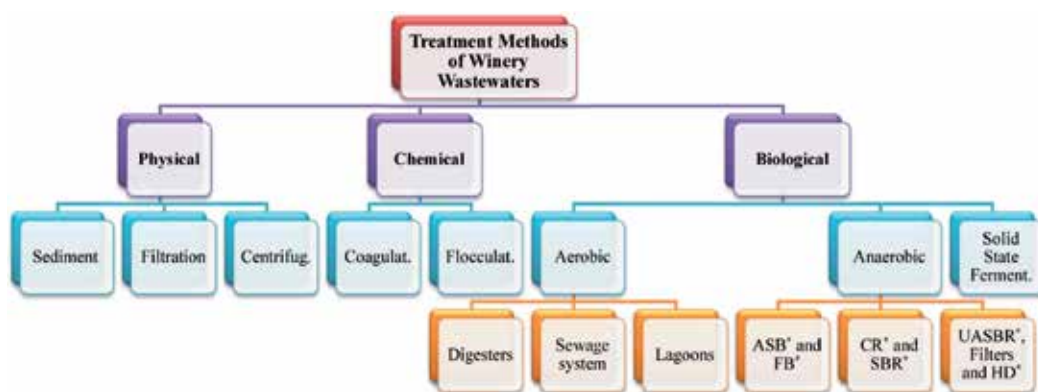 Treatment Methods
of Winery
Wastewaters
Physical
Chemical
Biological
Sediment
Filtration
Centrifug.
Coagulat.
Flocculat.
Aerobic
Anaerobic
Solid
State
Ferment.
Digesters
Sewage
system
Lagoons
ASB* and
FB*
CR* and
SBR*
UASBR*,
Filters
and HD*